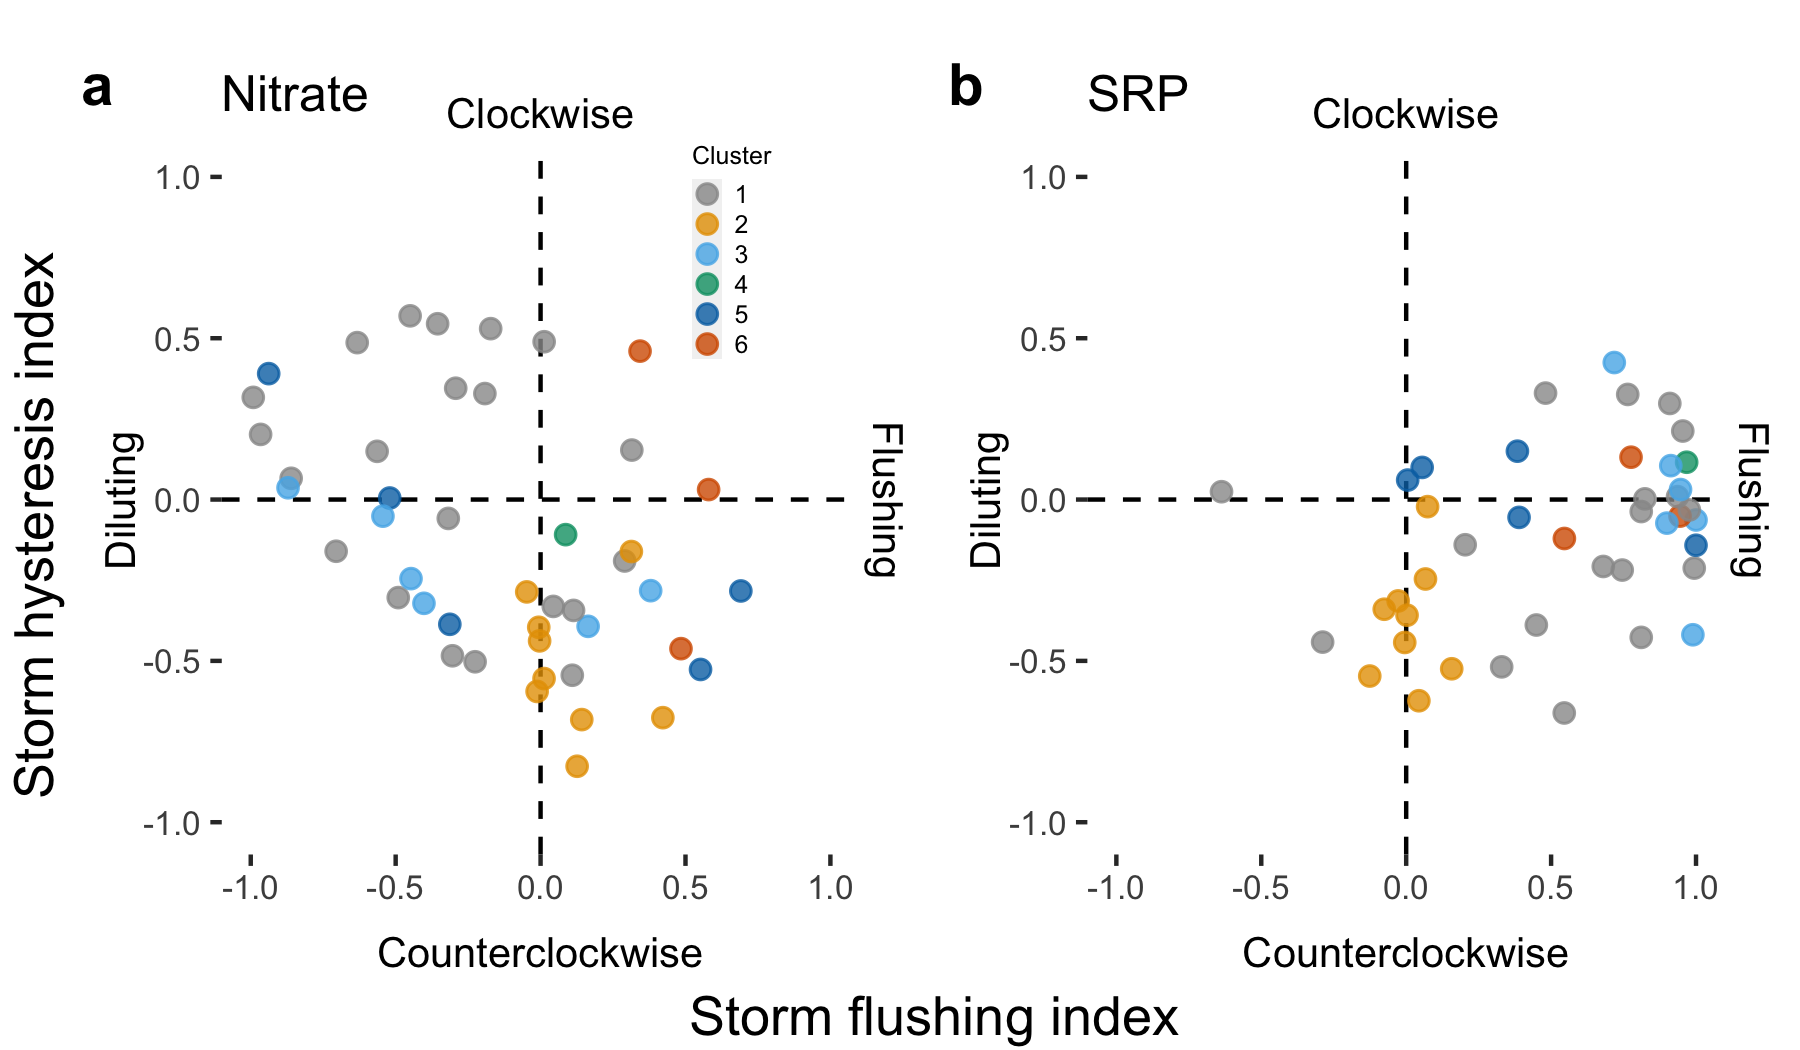 a
Nitrate
Clockwise
Cluster
1
2
3
4
5
6
1.0
0.5
0.0
-0.5
-1.0
Diluting
Flushing
-1.0
-0.5
0.0
0.5
1.0
Counterclockwise
b
SRP
Clockwise
1.0
0.5
0.0
-0.5
-1.0
Diluting
Flushing
-1.0
-0.5
0.0
0.5
1.0
Counterclockwise
Storm hysteresis index
Storm flushing index